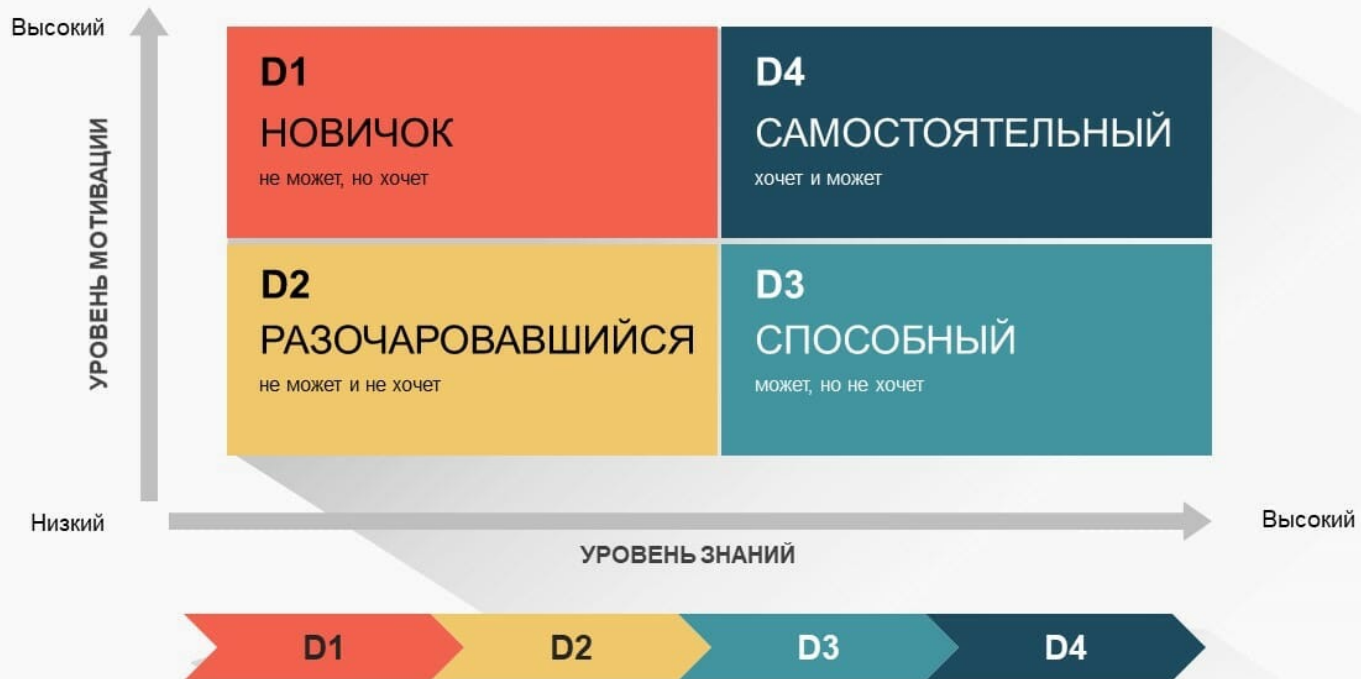 Высокий
УРОВЕНЬ МОТИВАЦИИ
D1
НОВИЧОК
не может, но хочет
D4
САМОСТОЯТЕЛЬНЫЙ
хочет и может
D2
РАЗОЧАРОВАВШИЙСЯ
не может и не хочет
D3
СПОСОБНЫЙ
может, но не хочет
Низкий
Высокий
УРОВЕНЬ ЗНАНИЙ
D1
D2
D3
D4